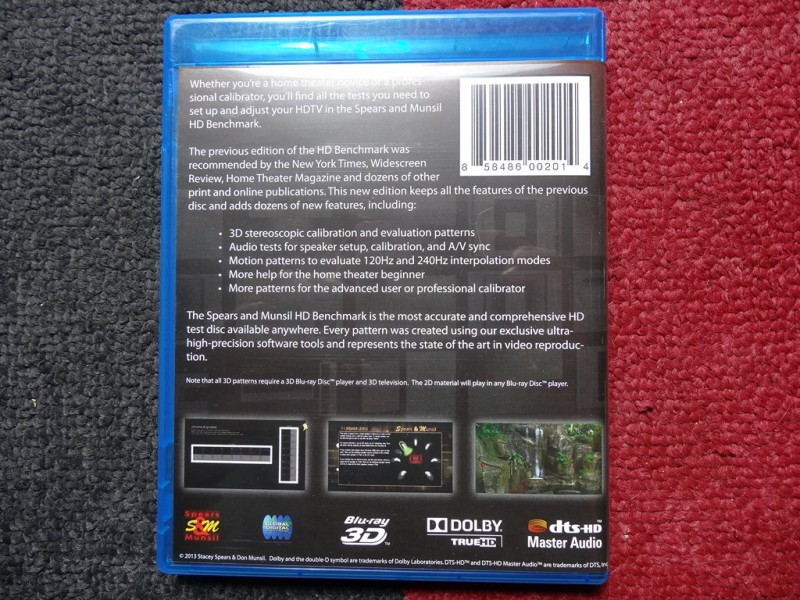 Whether you're a home theater novice or a profes-
sional calibrator, you'll find all the tests you need to
set up and adjust your HDTV in the Spears and Munsil
HD Benchmark.
8 58486 00201 4
The previous edition of the HD Benchmark was
recommended by the New York Times, Widescreen
Review, Home Theater Magazine and dozens of other
print and online publications. This new edition keeps all the features of the previous
disc and adds dozens of new features, including:
• 3D stereoscopic calibration and evaluation patterns
• Audio tests for speaker setup, calibration, and A/V sync
• Motion patterns to evaluate 120Hz and 240Hz interpolation modes
• More help for the home theater beginner
• More patterns for the advanced user or professional calibrator
The Spears and Munsil HD Benchmark is the most accurate and comprehensive HD
test disc available anywhere. Every pattern was created using our exclusive ultra-
high-precision software tools and represents the state of the art in video reproduc-
tion.
Note that all 3D patterns require a 3D Blu-ray Disc™ player and 3D television. The 2D material will play in any Blu-ray Disc™ player.
Spears & Munsil
Spears
S&M
Munsil
GLOBAL
DIGITAL
Blu-ray
3D™
DOLBY
TRUEHD
dts-HD
Master Audio
© 2013 Stacey Spears & Don Munsil. Dolby and the double-D symbol are trademarks of Dolby Laboratories. DTS-HD™ and DTS-HD Master Audio™ are trademarks of DTS, Inc